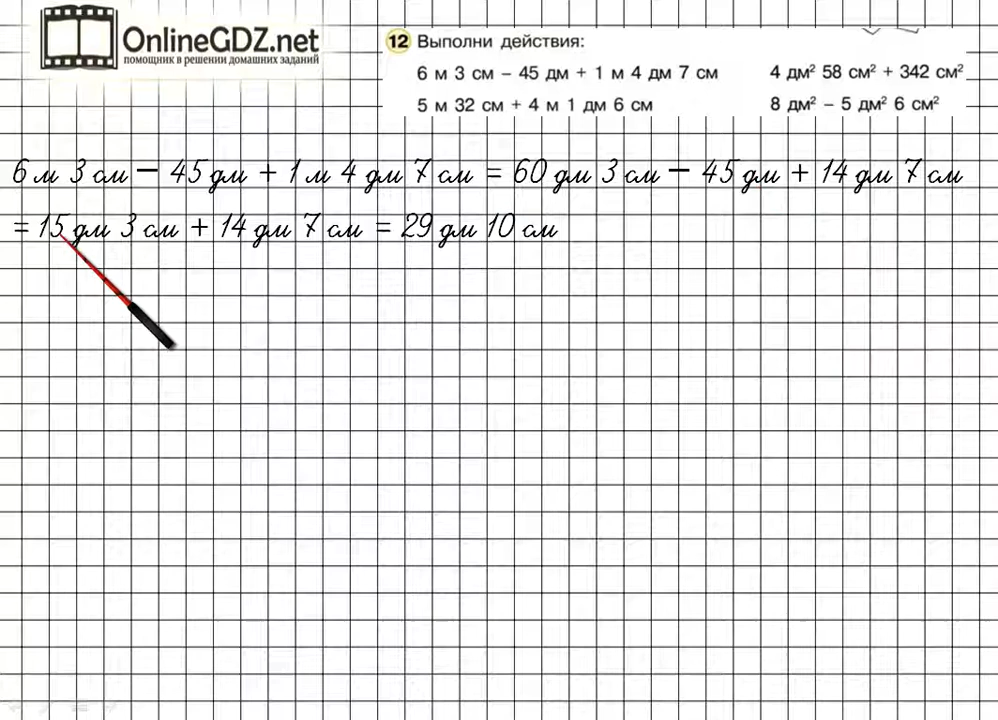 OnlineGDZ.net
помощник в решении домашних заданий
12 Выполни действия:
6 м 3 см – 45 дм + 1 м 4 дм 7 см
5 м 32 см + 4 м 1 дм 6 см
4 дм² 58 см² + 342 см²
8 дм² – 5 дм² 6 см²
6 м 3 см – 45 дм + 1 м 4 дм 7 см = 60 дм 3 см – 45 дм + 14 дм 7 см
= 15 дм 3 см + 14 дм 7 см = 29 дм 10 см